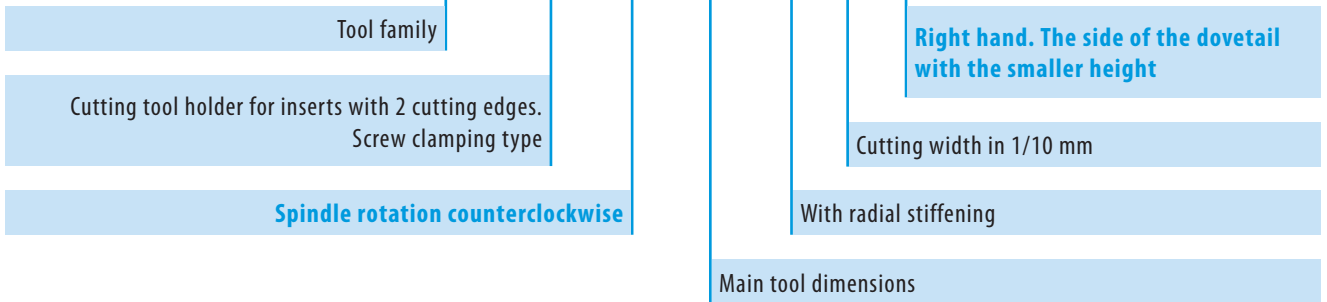 Tool family
Cutting tool holder for inserts with 2 cutting edges.
Screw clamping type
Spindle rotation counterclockwise
Right hand. The side of the dovetail
with the smaller height
Cutting width in 1/10 mm
With radial stiffening
Main tool dimensions